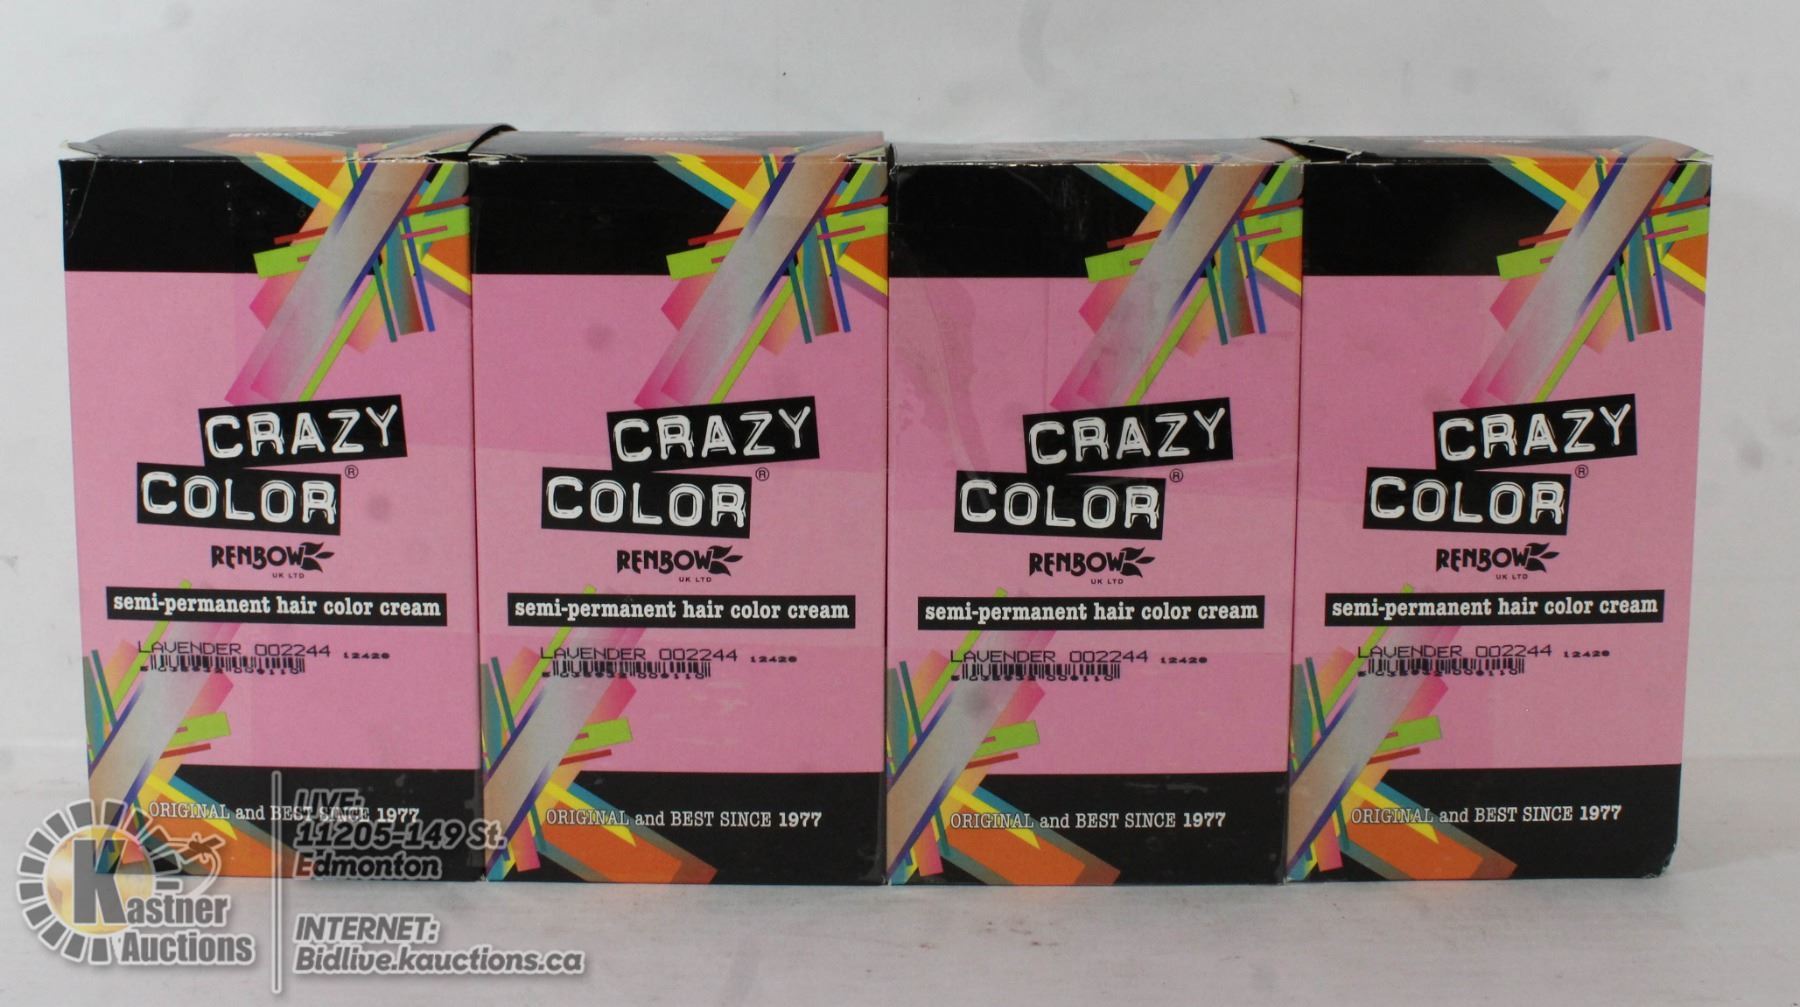 RENBOW
RENBOW
CRAZY
COLOR®
RENBOW
UK LTD
semi-permanent hair color cream
LAVENDER 002244 12420
ORIGINAL and BEST SINCE 1977
CRAZY
COLOR®
RENBOW
UK LTD
semi-permanent hair color cream
LAVENDER 002244 12420
ORIGINAL and BEST SINCE 1977
CRAZY
COLOR®
RENBOW
UK LTD
semi-permanent hair color cream
LAVENDER 002244 12420
ORIGINAL and BEST SINCE 1977
CRAZY
COLOR®
RENBOW
UK LTD
semi-permanent hair color cream
LAVENDER 002244 12420
ORIGINAL and BEST SINCE 1977
Kastner
Auctions
LIVE:
11205-149 St.
Edmonton
INTERNET:
Bidlive.kauctions.ca